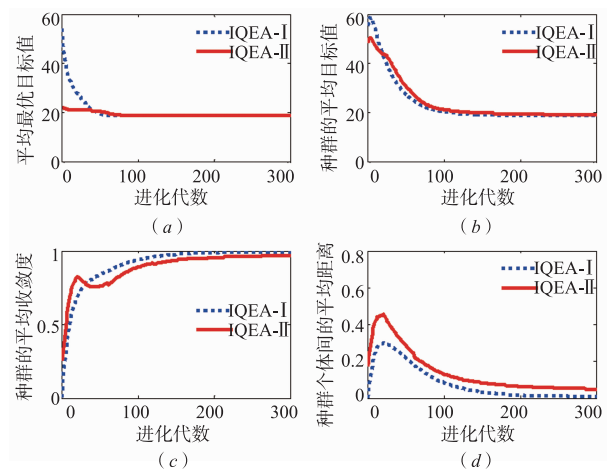 60
40
20
0
0
100
200
300
平均最优目标值
进化代数
IQEA-Ⅰ
IQEA-Ⅱ
(a)
60
40
20
0
0
100
200
300
种群的平均目标值
进化代数
IQEA-Ⅰ
IQEA-Ⅱ
(b)
1
0.5
0
0
100
200
300
种群的平均收敛度
进化代数
IQEA-Ⅰ
IQEA-Ⅱ
(c)
0.8
0.6
0.4
0.2
0
0
100
200
300
种群个体间的平均距离
进化代数
IQEA-Ⅰ
IQEA-Ⅱ
(d)